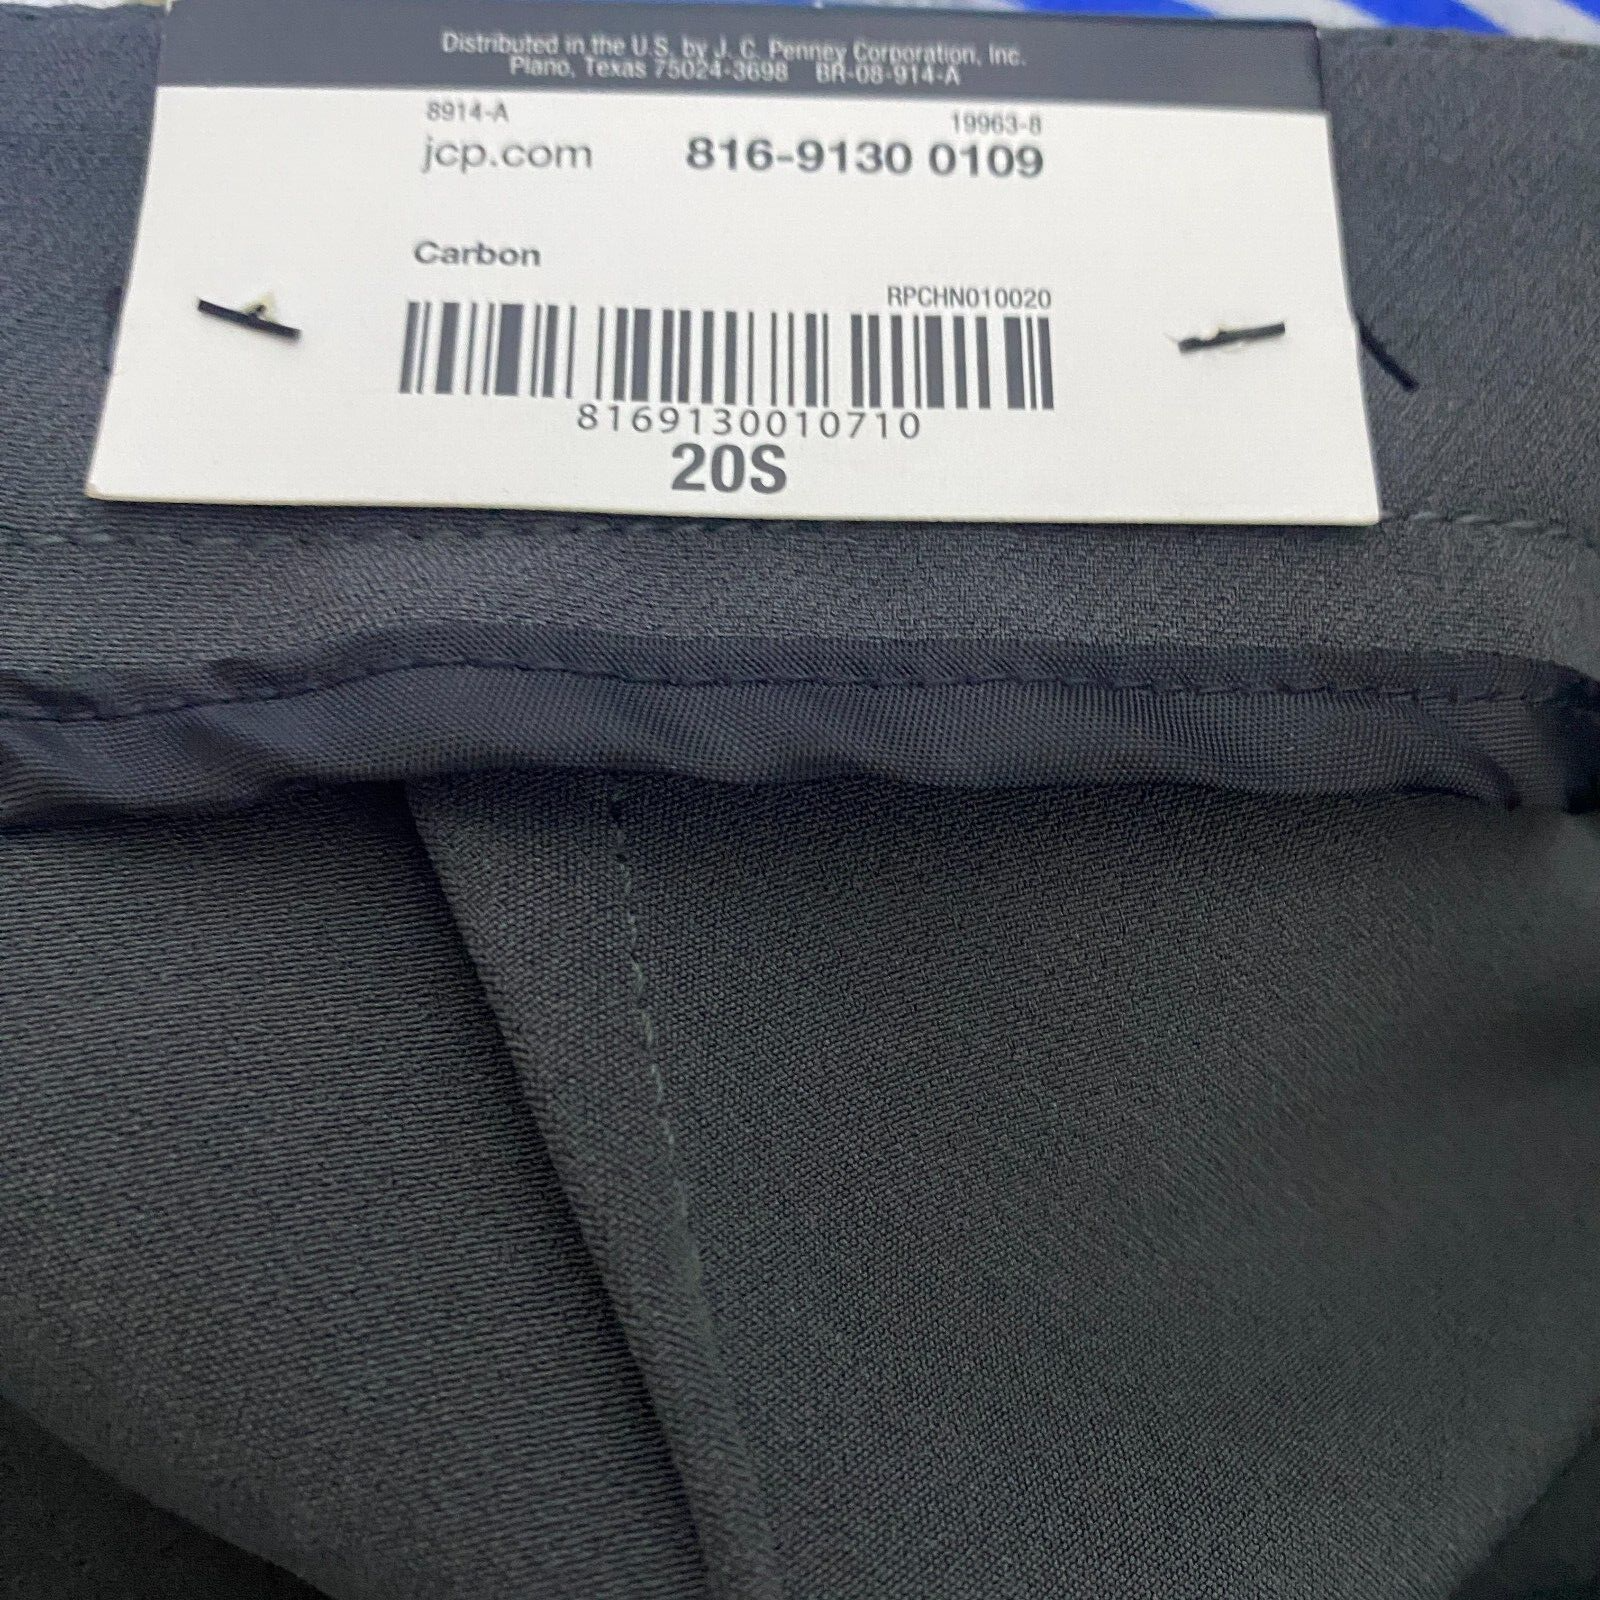 Distributed in the U.S. by J. C. Penney Corporation, Inc.
Plano, Texas 75024-3698 BR-08-914-A
8914-A 19963-8
jcp.com 816-9130 0109
Carbon
RPCHN010020
8169130010710
20S